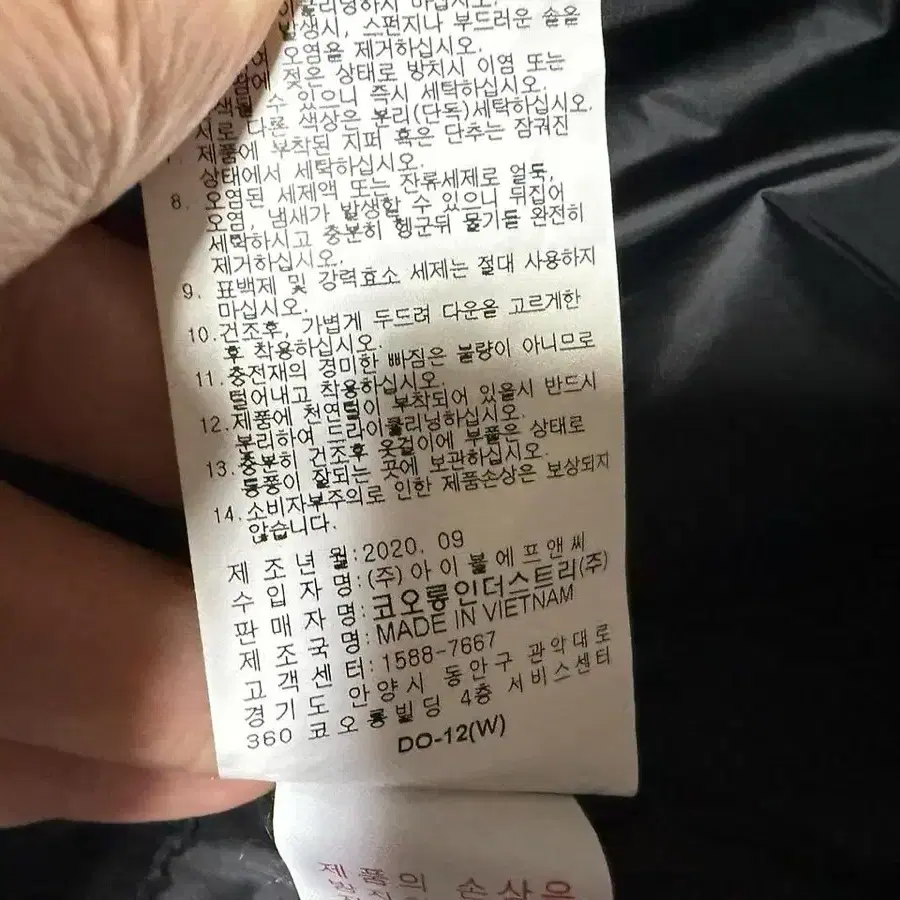 하지 마십시오.
발생시, 스펀지나 부드러운 솔을
오염을 제거하십시오.
젖은 상태로 방치시 이염 또는
수 있으니 즉시 세탁하십시오.
서로 다른 색상은 분리(단독)세탁하십시오.
제품에 부착된 지퍼 혹은 단추는 잠궈진
상태에서 세탁하십시오.
8. 오염된 세제액 또는 잔류세제로 얼룩,
오염, 냄새가 발생할 수 있으니 뒤집어
세탁하시고 충분히 헹군뒤 물기를 완전히
제거하십시오.
9. 표백제 및 강력효소 세제는 절대 사용하지
마십시오.
10. 건조후, 가볍게 두드려 다운을 고르게한
후 착용하십시오.
11. 충전재의 경미한 빠짐은 불량이 아니므로
털어내고 착용하십시오.
12. 제품에 천연털이 부착되어 있을시 반드시
분리하여 드라이클리닝하십시오.
13. 충분히 건조후 옷걸이에 부풀은 상태로
통풍이 잘되는 곳에 보관하십시오.
14. 소비자부주의로 인한 제품손상은 보상되지
않습니다.
제 조 년 월:2020. 09
수 입 자 명:(주)아이볼에프앤씨
판 매 자 명:코오롱인더스트리(주)
제 조 국 명:MADE IN VIETNAM
고 객 센 터:1588-7667
경기도 안양시 동안구 관악대로
360 코오롱빌딩 4층 서비스센터
DO-12(W)
제품의 손상은